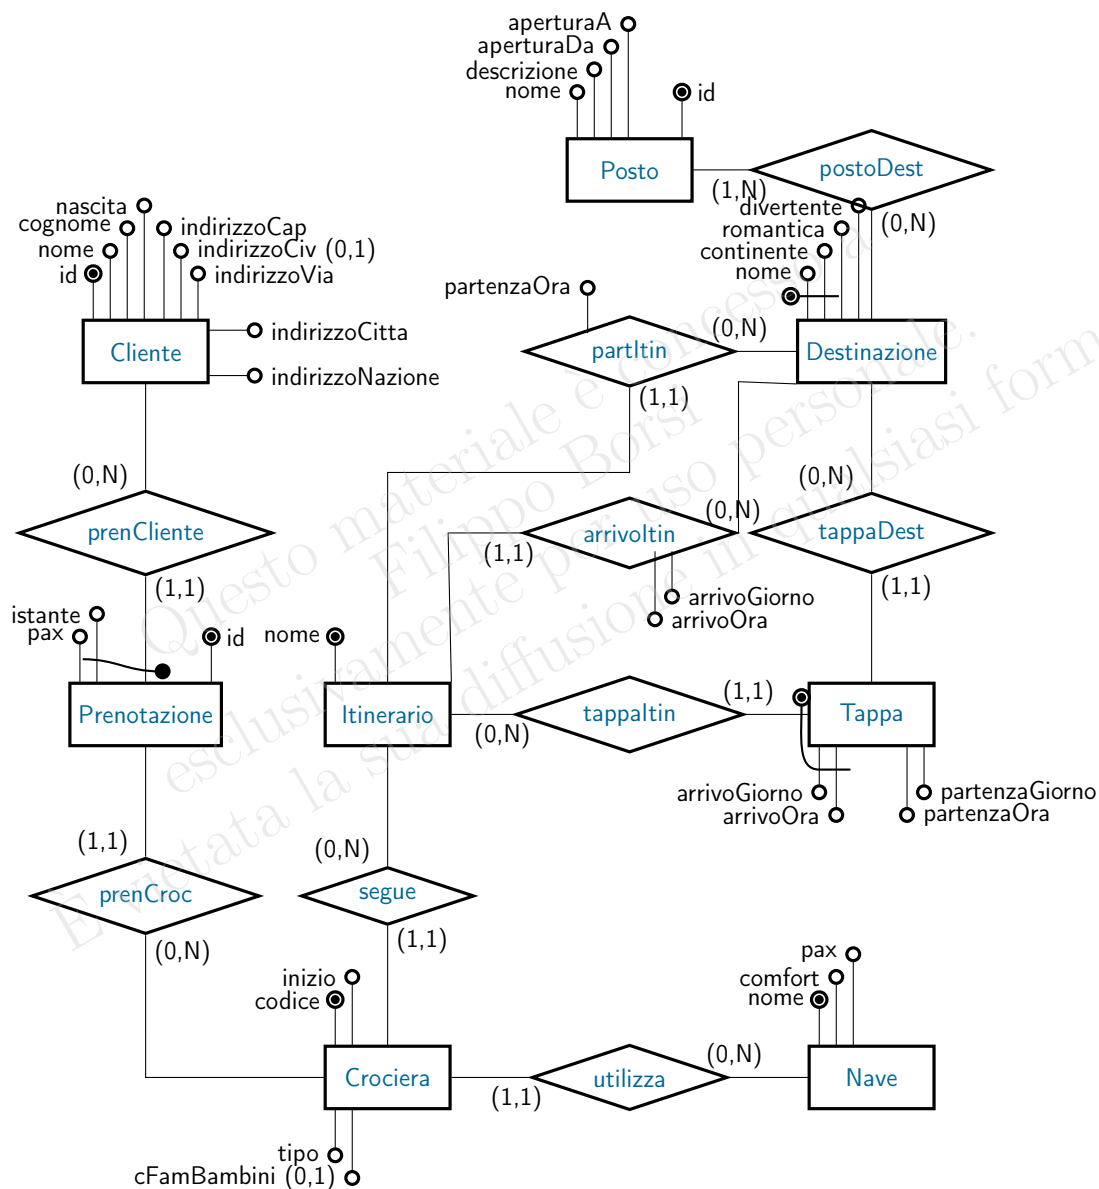 aperturaA
aperturaDa
descrizione
nome
id
Posto
postoDest
(1,N)
(0,N)
nascita
cognome
nome
id
indirizzoCap
indirizzoCiv (0,1)
indirizzoVia
divertente
romantica
continente
nome
partenzaOra
(0,N)
Cliente
indirizzoCitta
indirizzoNazione
partItin
Destinazione
(1,1)
(0,N)
prenCliente
(1,1)
arrivoItin
(0,N)
(1,1)
(0,N)
tappaDest
(1,1)
arrivoGiorno
arrivoOra
istante
pax
id
nome
Prenotazione
Itinerario
(0,N)
tappaItin
(1,1)
Tappa
arrivoGiorno
arrivoOra
partenzaGiorno
partenzaOra
(1,1)
prenCroc
(0,N)
(0,N)
segue
(1,1)
inizio
codice
pax
comfort
nome
Crociera
(1,1)
utilizza
(0,N)
Nave
tipo
cFamBambini (0,1)
Questo materiale è concesso a
Filippo Borsi
esclusivamente per uso personale.
È vietata la sua diffusione in qualsiasi form